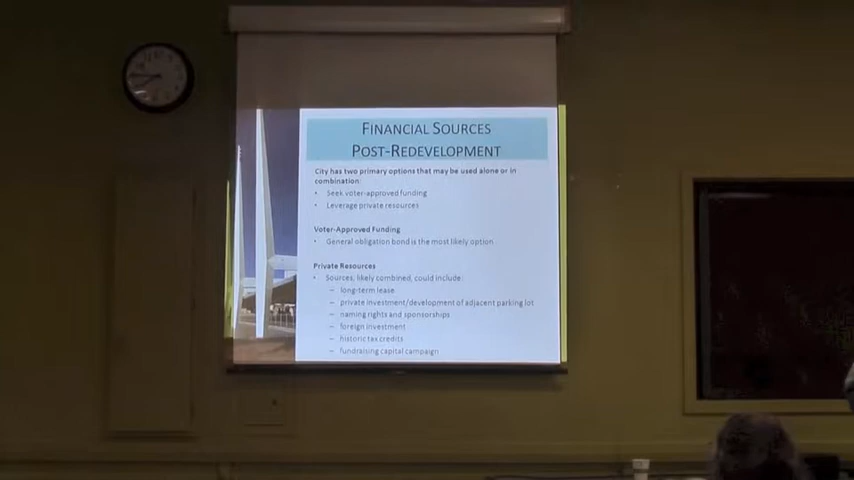 FINANCIAL SOURCES
POST-REDEVELOPMENT
City has two primary options that may be used alone or in
combination:
• Seek voter-approved funding
• Leverage private resources
Voter-Approved Funding
• General obligation bond is the most likely option
Private Resources
• Sources, likely combined, could include:
– long-term lease
– private investment/development of adjacent parking lot
– naming rights and sponsorships
– foreign investment
– historic tax credits
– fundraising capital campaign